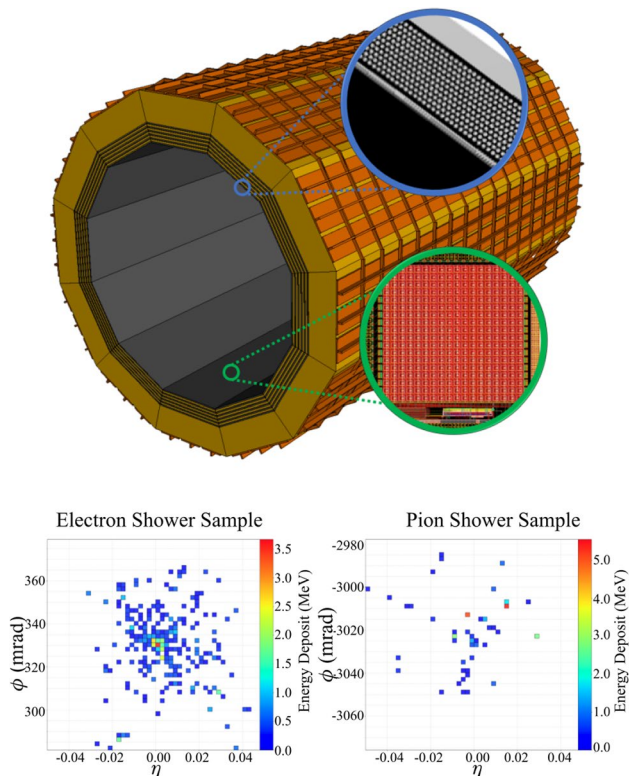 Electron Shower Sample
Pion Shower Sample
ϕ (mrad)
360
340
320
300
-0.04 -0.02 0.00 0.02 0.04
η
3.5
3.0
2.5
2.0
1.5
1.0
0.5
0.0
Energy Deposit (MeV)
ϕ (mrad)
-2980
-3000
-3020
-3040
-3060
-0.04 -0.02 0.00 0.02 0.04
η
5.0
4.0
3.0
2.0
1.0
0.0
Energy Deposit (MeV)